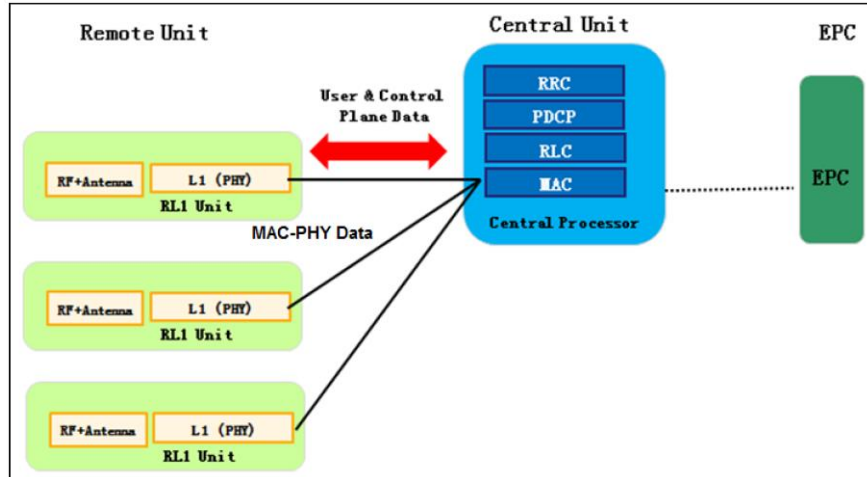 Remote Unit
Central Unit
EPC
User & Control
Plane Data
RRC
PDCP
RLC
MAC
Central Processor
EPC
RF+Antenna
L1 (PHY)
RL1 Unit
MAC-PHY Data
RF+Antenna
L1 (PHY)
RL1 Unit
RF+Antenna
L1 (PHY)
RL1 Unit